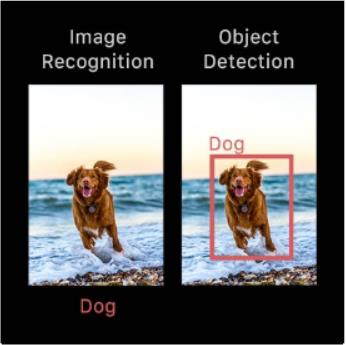 Image
Recognition
Object
Detection
Dog
Dog